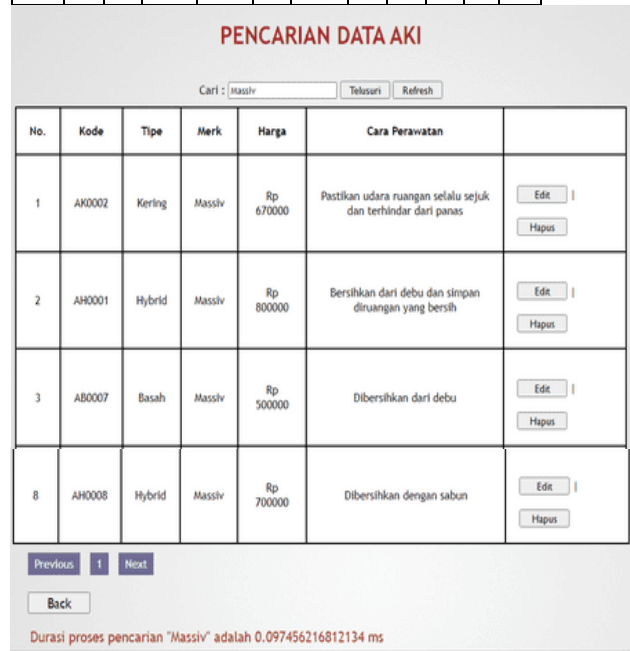 PENCARIAN DATA AKI
Cari : Massiv Telusuri Refresh
No. Kode Tipe Merk Harga Cara Perawatan
1 AK0002 Kering Massiv Rp 670000 Pastikan udara ruangan selalu sejuk dan terhindar dari panas Edit | Hapus
2 AH0001 Hybrid Massiv Rp 800000 Bersihkan dari debu dan simpan diruangan yang bersih Edit | Hapus
3 AB0007 Basah Massiv Rp 500000 Dibersihkan dari debu Edit | Hapus
8 AH0008 Hybrid Massiv Rp 700000 Dibersihkan dengan sabun Edit | Hapus
Previous 1 Next
Back
Durasi proses pencarian "Massiv" adalah 0.097456216812134 ms